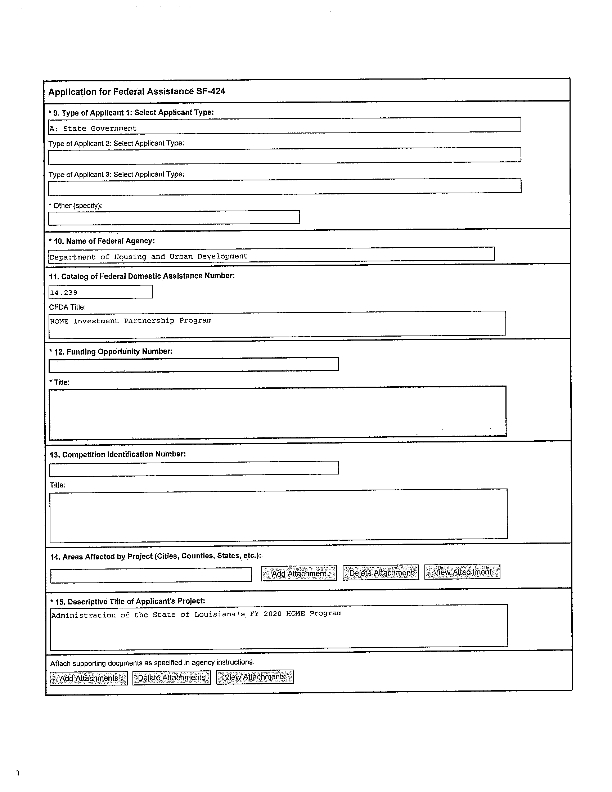 Application for Federal Assistance SF-424
* 9. Type of Applicant 1: Select Applicant Type:
A: State Government
Type of Applicant 2: Select Applicant Type:
Type of Applicant 3: Select Applicant Type:
* Other (specify):
* 10. Name of Federal Agency:
Department of Housing and Urban Development
11. Catalog of Federal Domestic Assistance Number:
14.239
CFDA Title:
HOME Investment Partnership Program
* 12. Funding Opportunity Number:
* Title:
13. Competition Identification Number:
Title:
14. Areas Affected by Project (Cities, Counties, States, etc.):
Add Attachment Delete Attachment View Attachment
* 15. Descriptive Title of Applicant's Project:
Administration of the State of Louisiana's FY 2020 HOME Program
Attach supporting documents as specified in agency instructions.
Add Attachments Delete Attachments View Attachments